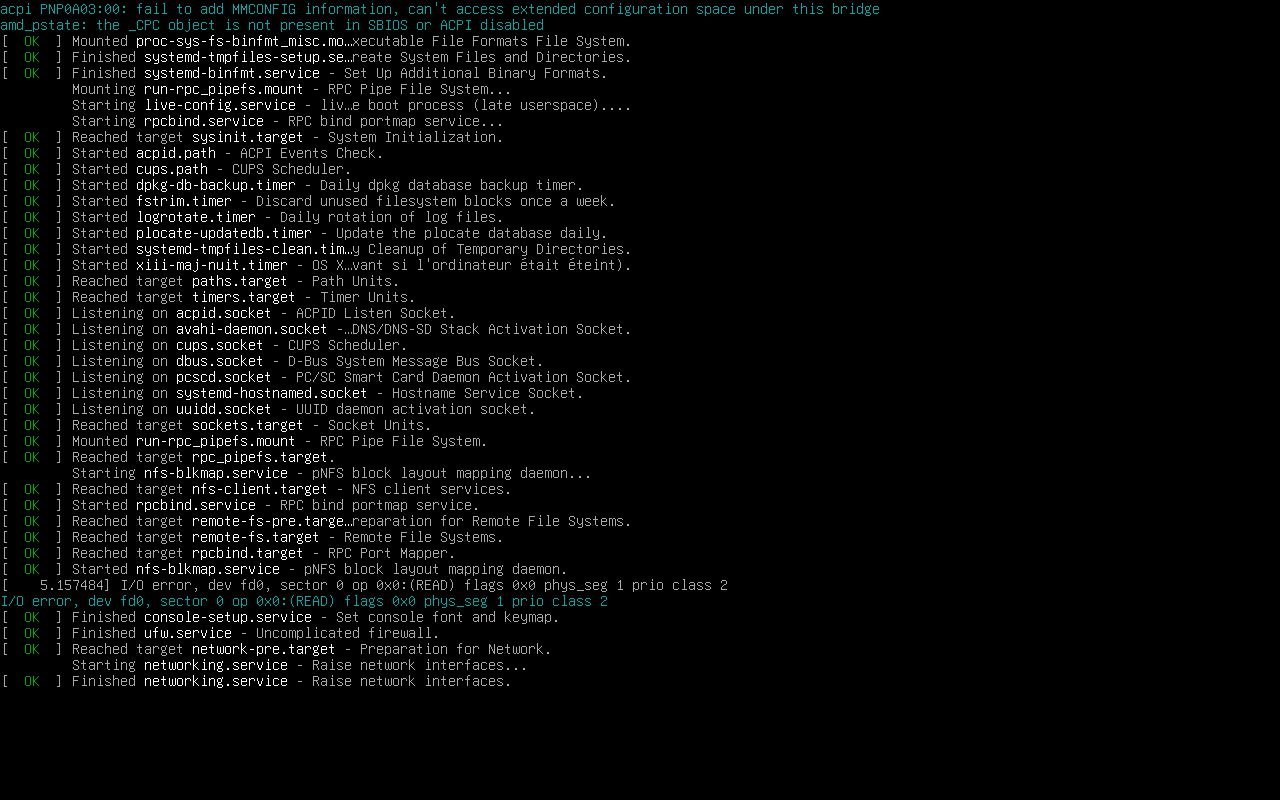 acpi PNP0A03:00: fail to add MMCONFIG information, can't access extended configuration space under this bridge
amd_pstate: the _CPC object is not present in SBIOS or ACPI disabled
[  OK  ] Mounted proc-sys-fs-binfmt_misc.mo…xecutable File Formats File System.
[  OK  ] Finished systemd-tmpfiles-setup.se…reate System Files and Directories.
[  OK  ] Finished systemd-binfmt.service - Set Up Additional Binary Formats.
         Mounting run-rpc_pipefs.mount - RPC Pipe File System...
         Starting live-config.service - liv…e boot process (late userspace)....
         Starting rpcbind.service - RPC bind portmap service...
[  OK  ] Reached target sysinit.target - System Initialization.
[  OK  ] Started acpid.path - ACPI Events Check.
[  OK  ] Started cups.path - CUPS Scheduler.
[  OK  ] Started dpkg-db-backup.timer - Daily dpkg database backup timer.
[  OK  ] Started fstrim.timer - Discard unused filesystem blocks once a week.
[  OK  ] Started logrotate.timer - Daily rotation of log files.
[  OK  ] Started plocate-updatedb.timer - Update the plocate database daily.
[  OK  ] Started systemd-tmpfiles-clean.tim…y Cleanup of Temporary Directories.
[  OK  ] Started xiii-maj-nuit.timer - OS X…vant si l'ordinateur était éteint).
[  OK  ] Reached target paths.target - Path Units.
[  OK  ] Reached target timers.target - Timer Units.
[  OK  ] Listening on acpid.socket - ACPID Listen Socket.
[  OK  ] Listening on avahi-daemon.socket -…DNS/DNS-SD Stack Activation Socket.
[  OK  ] Listening on cups.socket - CUPS Scheduler.
[  OK  ] Listening on dbus.socket - D-Bus System Message Bus Socket.
[  OK  ] Listening on pcscd.socket - PC/SC Smart Card Daemon Activation Socket.
[  OK  ] Listening on systemd-hostnamed.socket - Hostname Service Socket.
[  OK  ] Listening on uuidd.socket - UUID daemon activation socket.
[  OK  ] Reached target sockets.target - Socket Units.
[  OK  ] Mounted run-rpc_pipefs.mount - RPC Pipe File System.
[  OK  ] Reached target rpc_pipefs.target.
         Starting nfs-blkmap.service - pNFS block layout mapping daemon...
[  OK  ] Reached target nfs-client.target - NFS client services.
[  OK  ] Started rpcbind.service - RPC bind portmap service.
[  OK  ] Reached target remote-fs-pre.targe…reparation for Remote File Systems.
[  OK  ] Reached target remote-fs.target - Remote File Systems.
[  OK  ] Reached target rpcbind.target - RPC Port Mapper.
[  OK  ] Started nfs-blkmap.service - pNFS block layout mapping daemon.
[    5.157484] I/O error, dev fd0, sector 0 op 0x0:(READ) flags 0x0 phys_seg 1 prio class 2
I/O error, dev fd0, sector 0 op 0x0:(READ) flags 0x0 phys_seg 1 prio class 2
[  OK  ] Finished console-setup.service - Set console font and keymap.
[  OK  ] Finished ufw.service - Uncomplicated firewall.
[  OK  ] Reached target network-pre.target - Preparation for Network.
         Starting networking.service - Raise network interfaces...
[  OK  ] Finished networking.service - Raise network interfaces.